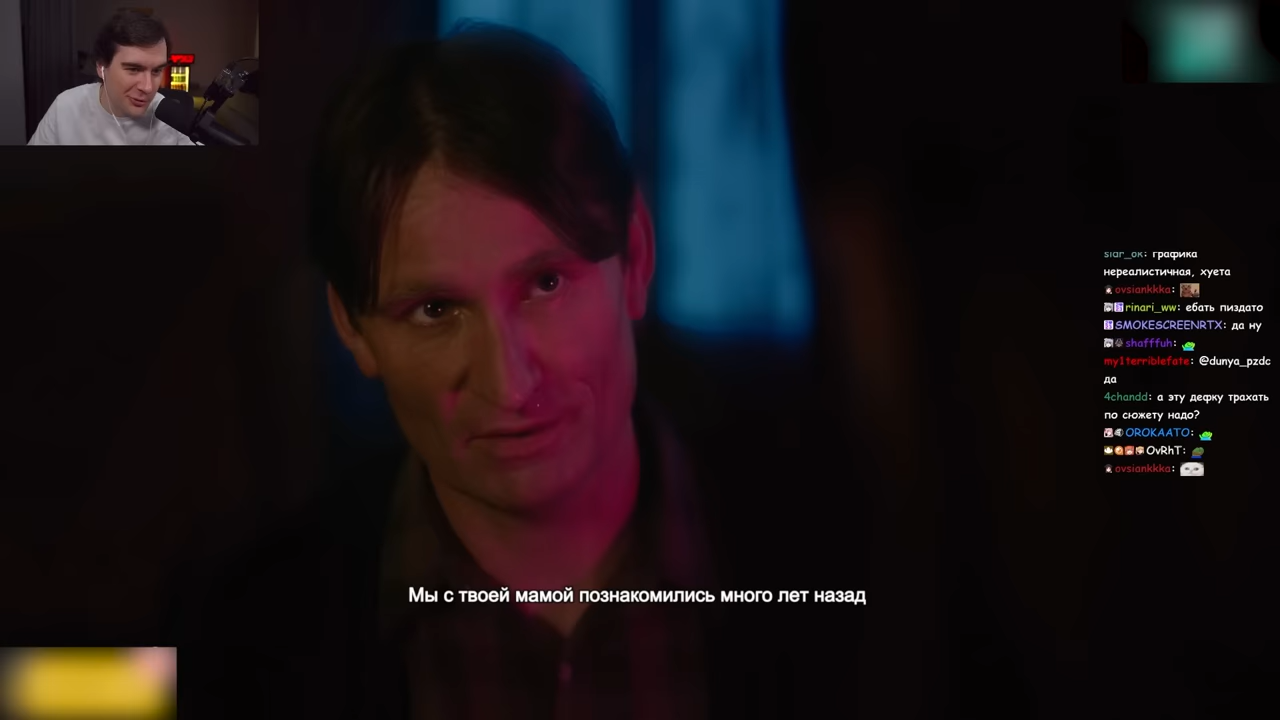 siar_ok: графика
нереалистичная, хуета
ovsiankkka:
rinari_ww: ебать пиздато
SMOKESCREENRTX: да ну
shafffuh:
my1terriblefate: @dunya_pzdc
да
4chandd: а эту дефку трахать
по сюжету надо?
OROKAATO:
OvRhT:
ovsiankkka:
Мы с твоей мамой познакомились много лет назад